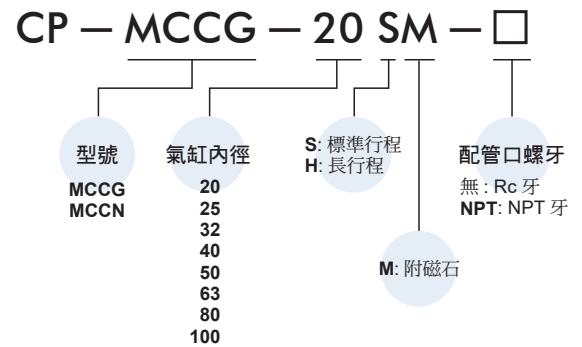 CP — MCCG — 20 SM — □
型號
MCCG
MCCN
氣缸內徑
20
25
32
40
50
63
80
100
S: 標準行程
H: 長行程
M: 附磁石
配管口螺牙
無 : Rc 牙
NPT: NPT 牙